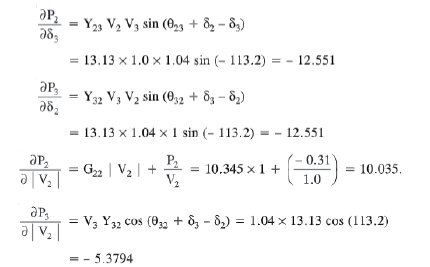 ∂P₂/∂δ₃ = Y₂₃ V₂ V₃ sin (θ₂₃ + δ₂ – δ₃)
= 13.13 × 1.0 × 1.04 sin (– 113.2) = – 12.551
∂P₃/∂δ₂ = Y₃₂ V₃ V₂ sin (θ₃₂ + δ₃ – δ₂)
= 13.13 × 1.04 × 1 sin (– 113.2) = – 12.551
∂P₂/∂|V₂| = G₂₂ | V₂ | + P₂/V₂ = 10.345 × 1 + (– 0.31/1.0) = 10.035.
∂P₃/∂|V₂| = V₃ Y₃₂ cos (θ₃₂ + δ₃ – δ₂) = 1.04 × 13.13 cos (113.2)
= – 5.3794